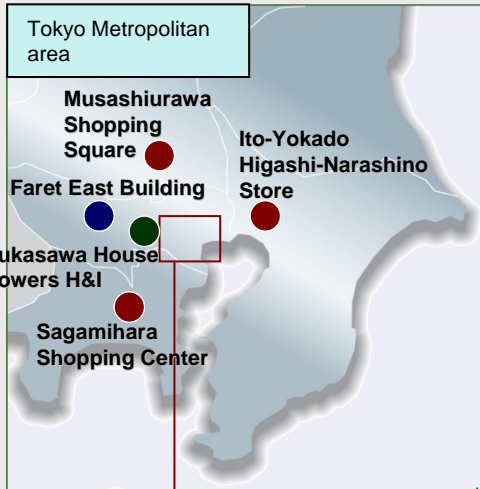 Tokyo Metropolitan
area
Musashiurawa
Shopping
Square
Ito-Yokado
Higashi-Narashino
Store
Faret East Building
ukasawa House
owers H&I
Sagamihara
Shopping Center